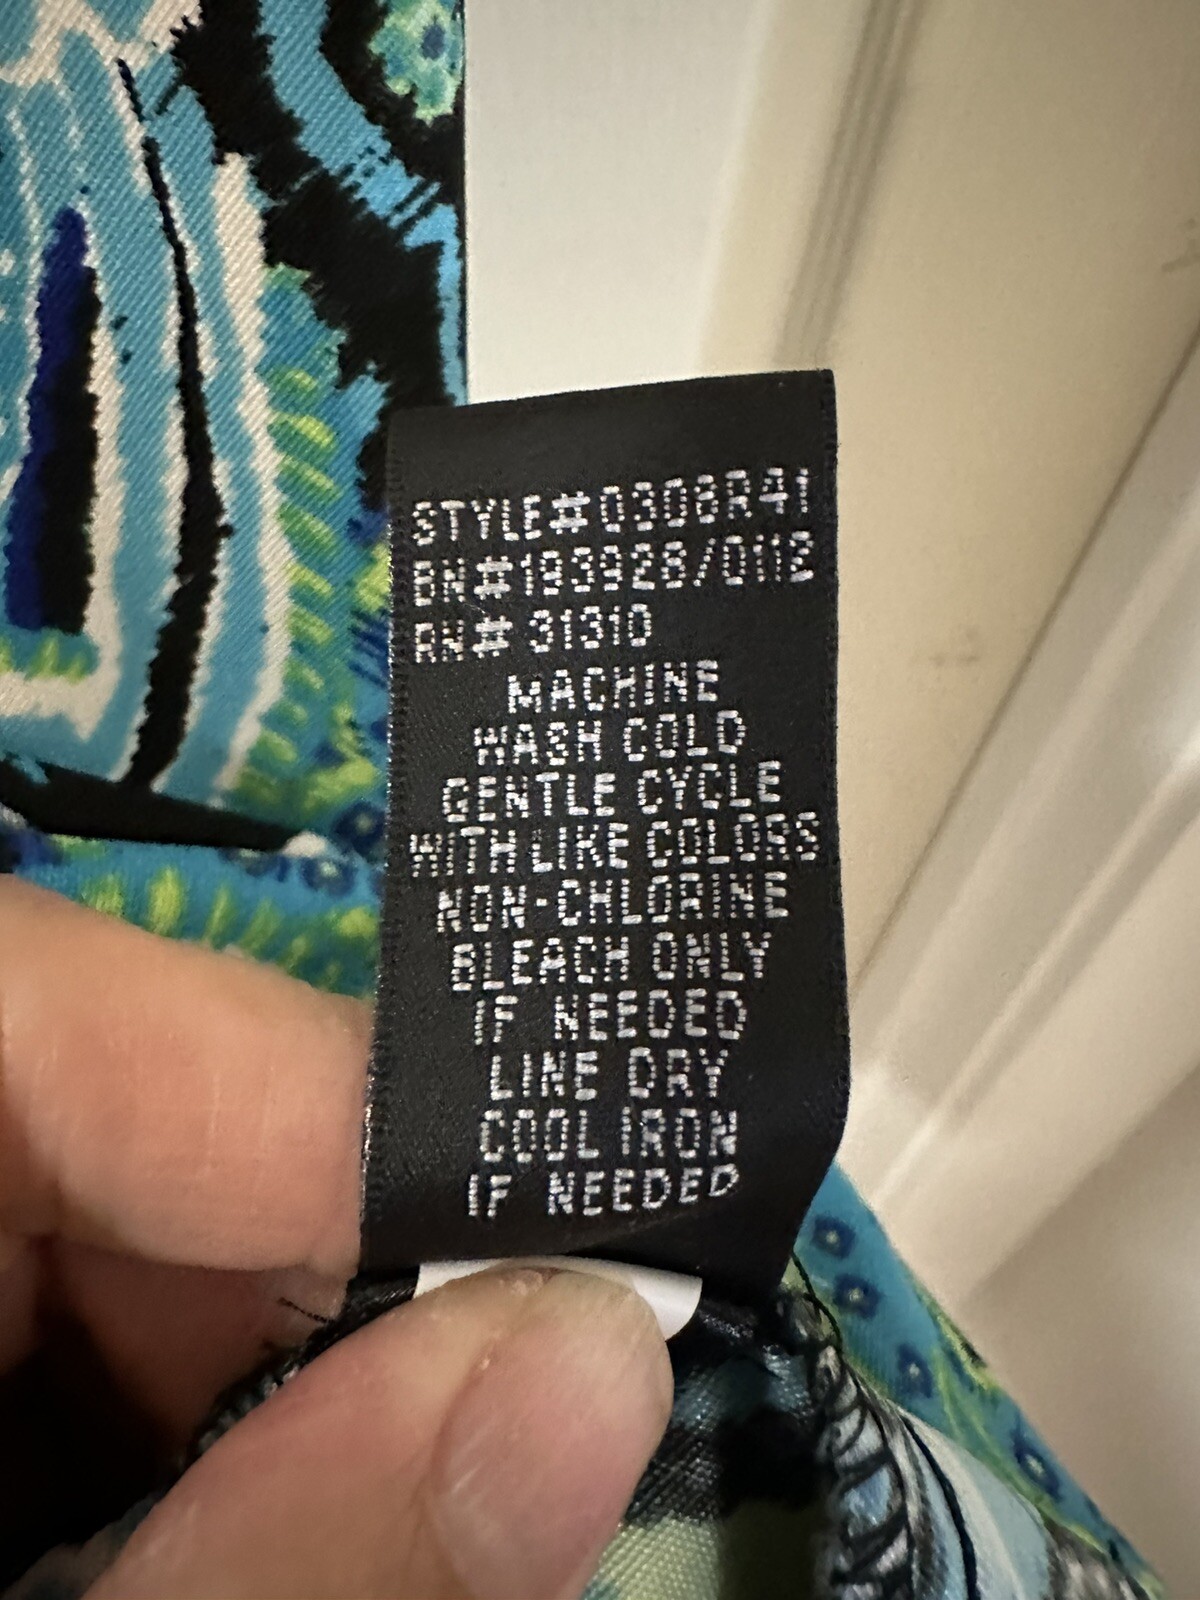 STYLE#0308R41
BN#193928/0112
RN# 31310
MACHINE
WASH COLD
GENTLE CYCLE
WITH LIKE COLORS
NON-CHLORINE
BLEACH ONLY
IF NEEDED
LINE DRY
COOL IRON
IF NEEDED